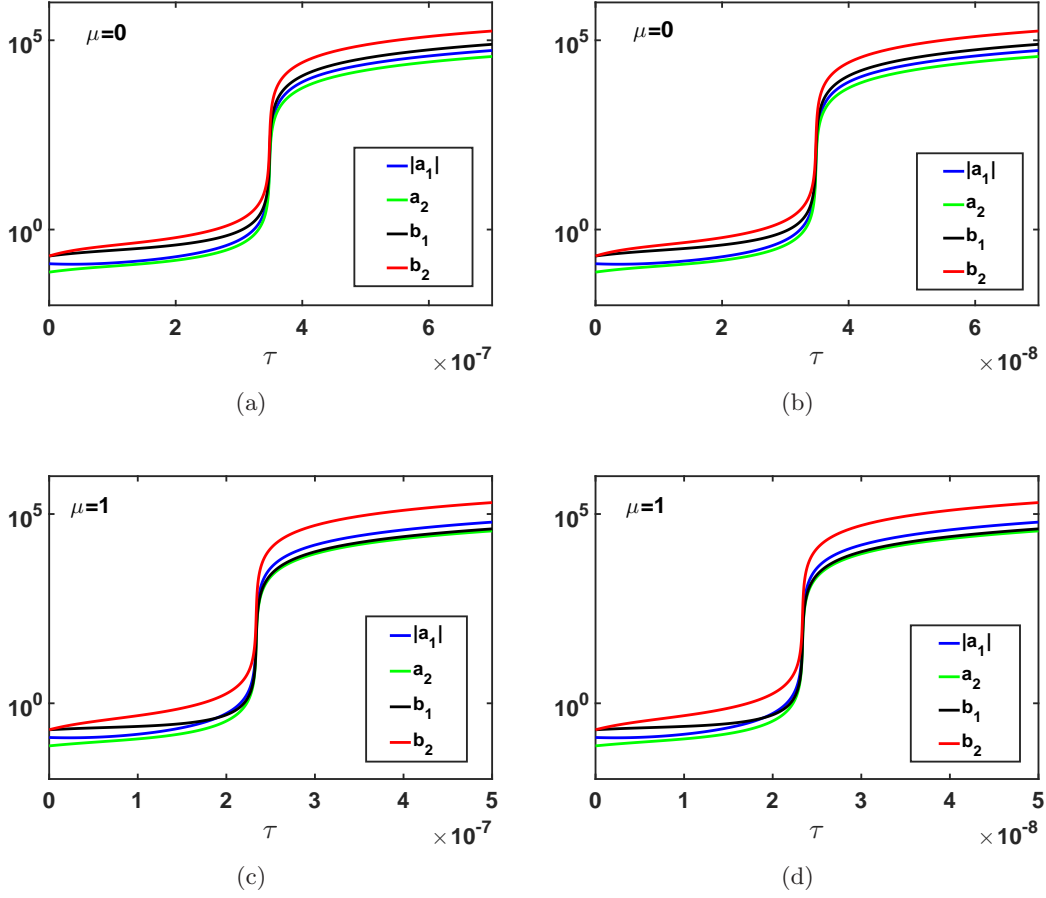 μ=0
10^5
10^0
|a_1|
a_2
b_1
b_2
0 2 4 6
τ
×10^-7
(a)
μ=0
10^5
10^0
|a_1|
a_2
b_1
b_2
0 2 4 6
τ
×10^-8
(b)
μ=1
10^5
10^0
|a_1|
a_2
b_1
b_2
0 1 2 3 4 5
τ
×10^-7
(c)
μ=1
10^5
10^0
|a_1|
a_2
b_1
b_2
0 1 2 3 4 5
τ
×10^-8
(d)